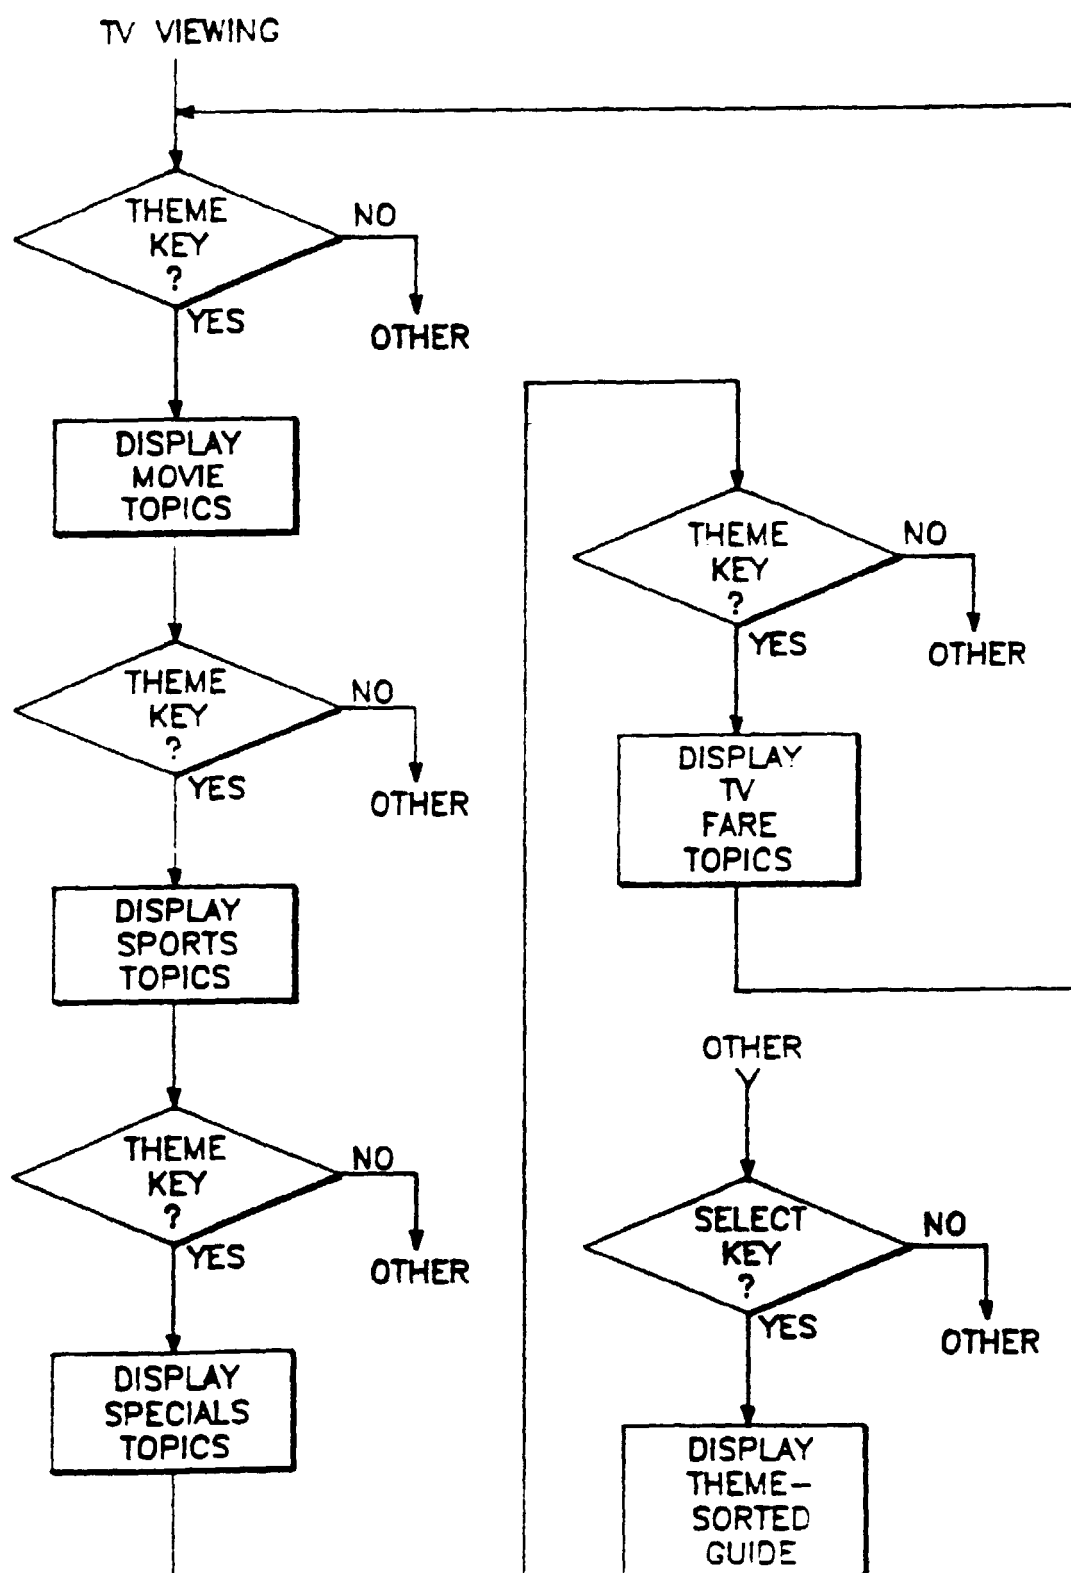 TV VIEWING
THEME
KEY
?
NO
YES
OTHER
DISPLAY
MOVIE
TOPICS
THEME
KEY
?
NO
YES
OTHER
DISPLAY
SPORTS
TOPICS
THEME
KEY
?
NO
YES
OTHER
DISPLAY
SPECIALS
TOPICS
THEME
KEY
?
NO
YES
OTHER
DISPLAY
TV
FARE
TOPICS
OTHER
SELECT
KEY
?
NO
YES
OTHER
DISPLAY
THEME-
SORTED
GUIDE